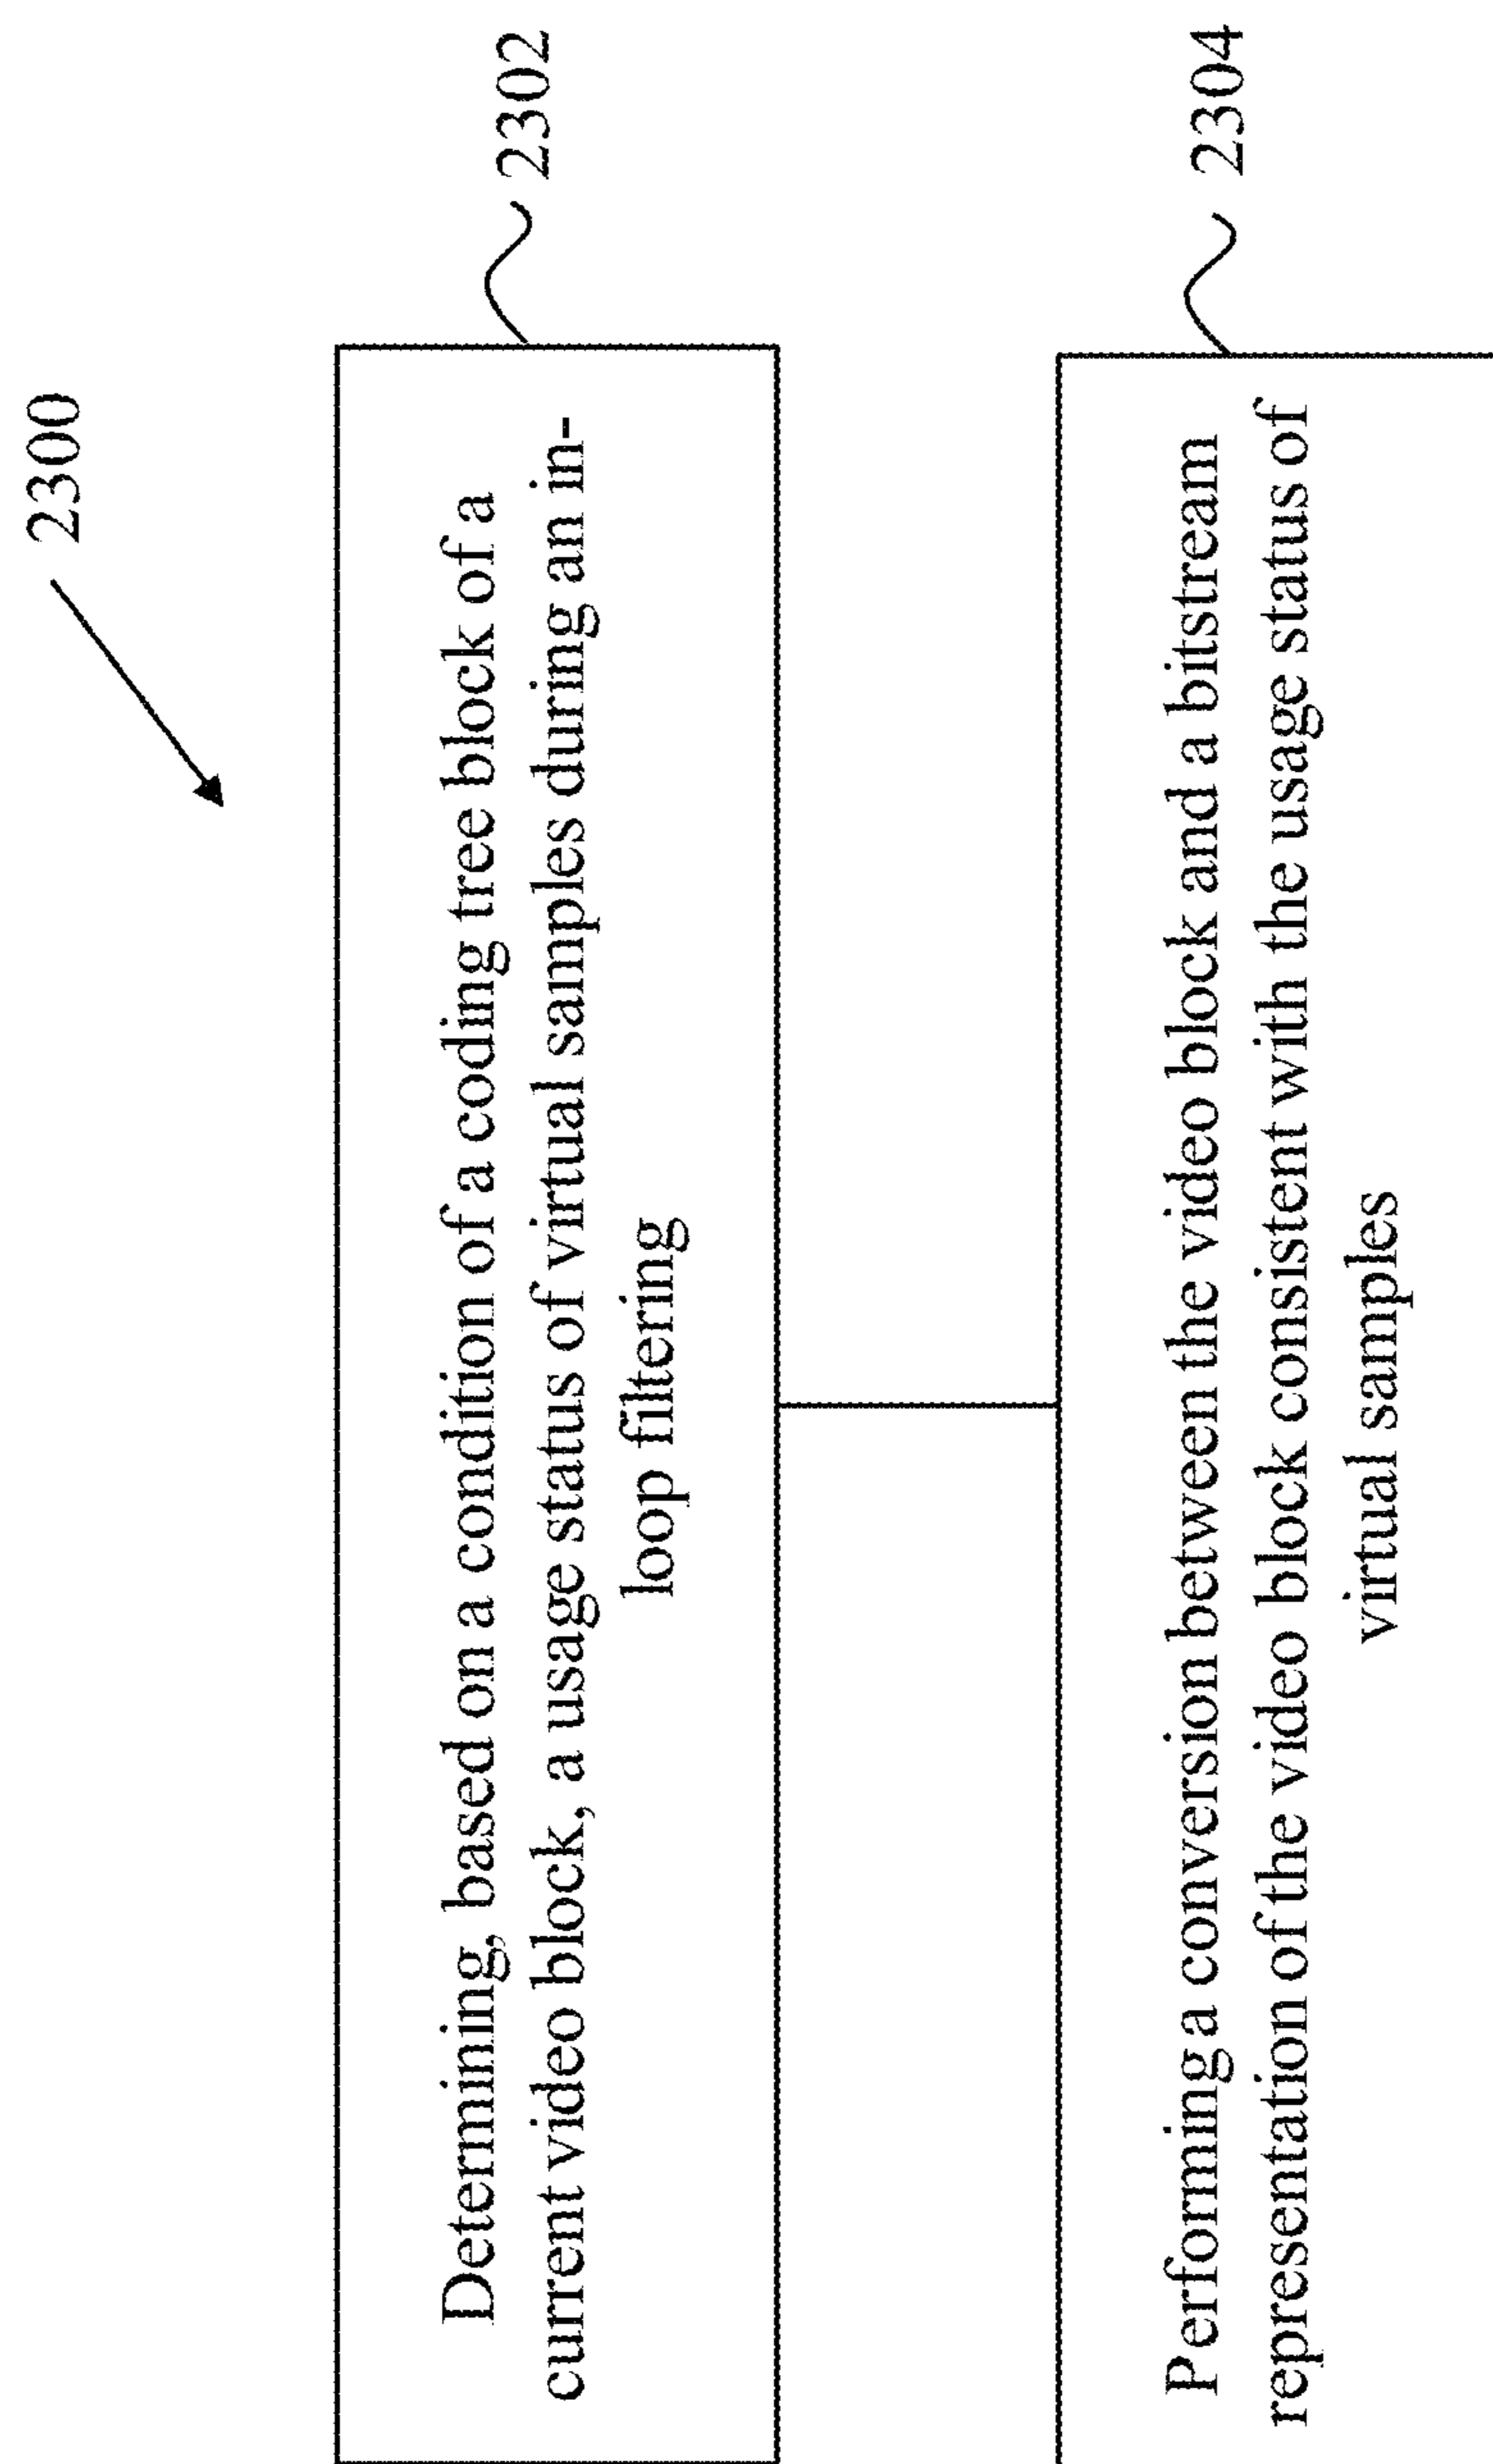 2300
Determining, based on a condition of a coding tree block of a
current video block, a usage status of virtual samples during an in-
loop filtering
2302
Performing a conversion between the video block and a bitstream
representation of the video block consistent with the usage status of
virtual samples
2304